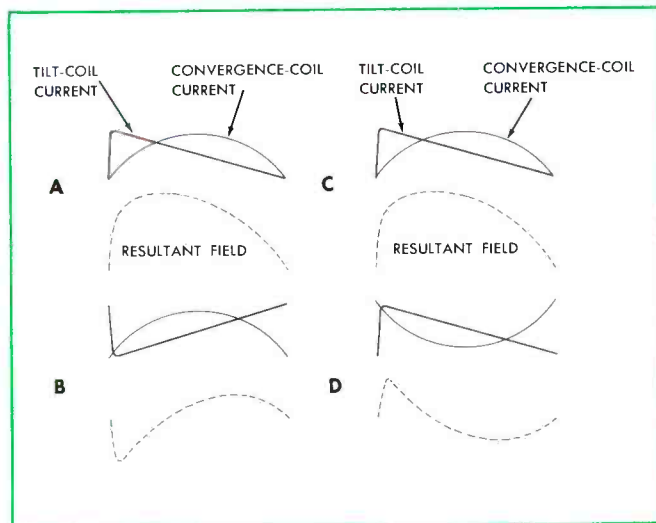 TILT-COIL
CURRENT
CONVERGENCE-COIL
CURRENT
TILT-COIL
CURRENT
CONVERGENCE-COIL
CURRENT
A
C
RESULTANT FIELD
RESULTANT FIELD
B
D